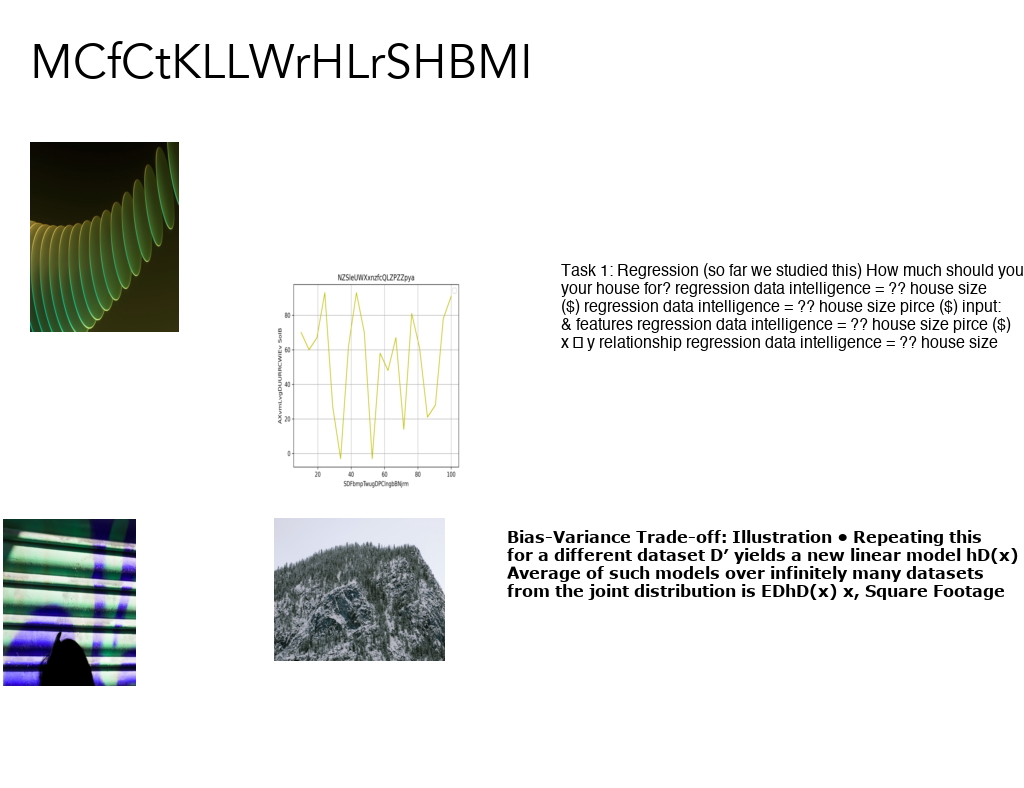 MCfCtKLLWrHLrSHBMI
NZSleUWXxnzfcQLZPZZpya
80
60
40
20
0
20 40 60 80 100
SDFbmpTwugDPClngbBNjrm
Task 1: Regression (so far we studied this) How much should you
your house for? regression data intelligence = ?? house size
($) regression data intelligence = ?? house size pirce ($) input:
& features regression data intelligence = ?? house size pirce ($)
x □ y relationship regression data intelligence = ?? house size
Bias-Variance Trade-off: Illustration • Repeating this
for a different dataset D′ yields a new linear model hD(x)
Average of such models over infinitely many datasets
from the joint distribution is EDhD(x) x, Square Footage